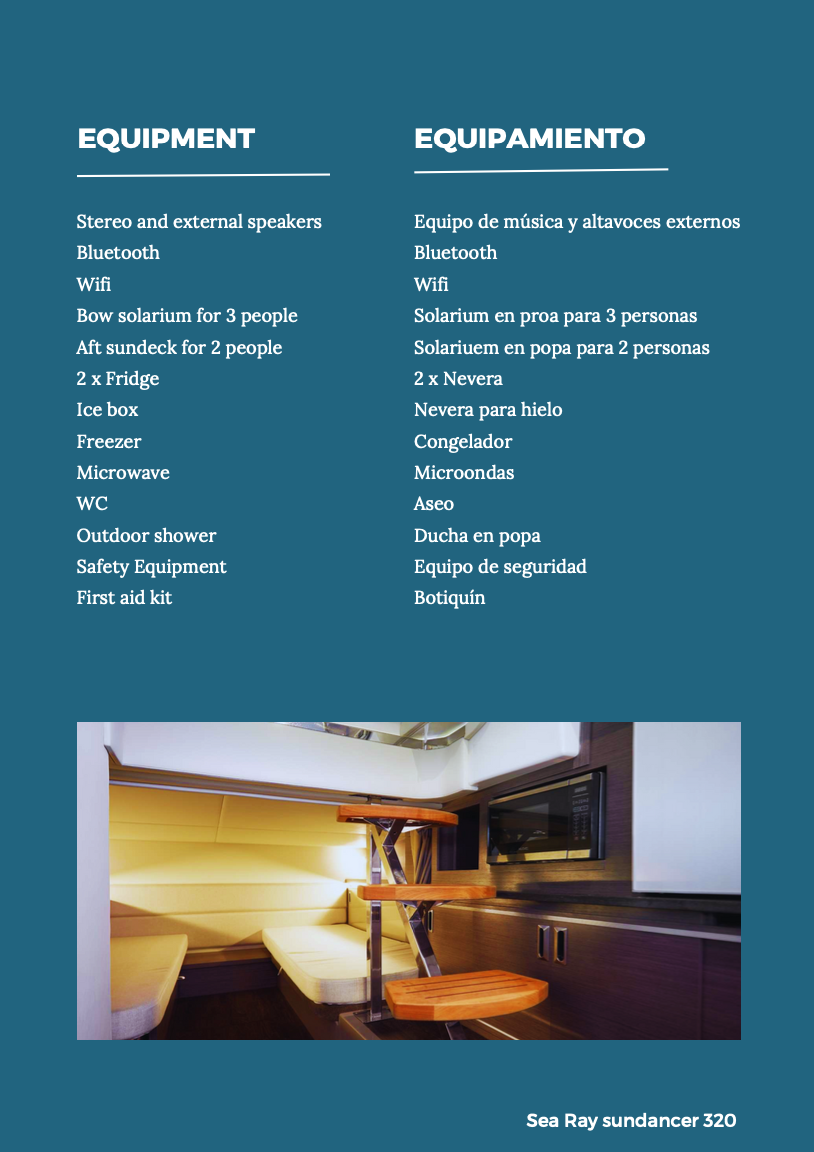 EQUIPMENT
Stereo and external speakers
Bluetooth
Wifi
Bow solarium for 3 people
Aft sundeck for 2 people
2 x Fridge
Ice box
Freezer
Microwave
WC
Outdoor shower
Safety Equipment
First aid kit
EQUIPAMIENTO
Equipo de música y altavoces externos
Bluetooth
Wifi
Solarium en proa para 3 personas
Solariuem en popa para 2 personas
2 x Nevera
Nevera para hielo
Congelador
Microondas
Aseo
Ducha en popa
Equipo de seguridad
Botiquín
Sea Ray sundancer 320